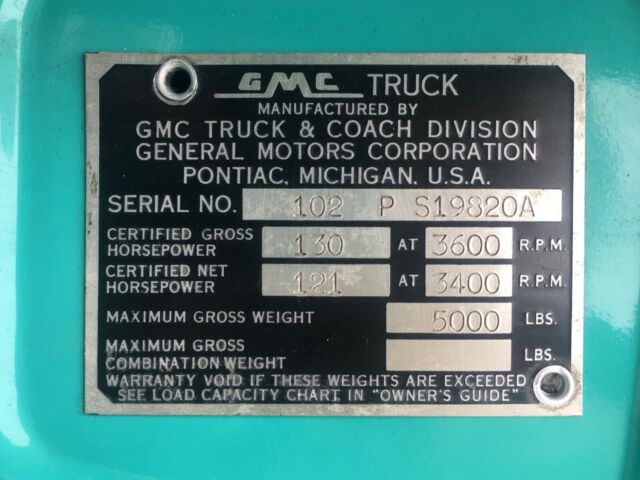 GMC TRUCK
MANUFACTURED BY
GMC TRUCK & COACH DIVISION
GENERAL MOTORS CORPORATION
PONTIAC, MICHIGAN, U.S.A.
SERIAL NO. 102 P S19820A
CERTIFIED GROSS HORSEPOWER 130 AT 3600 R.P.M.
CERTIFIED NET HORSEPOWER 121 AT 3400 R.P.M.
MAXIMUM GROSS WEIGHT 5000 LBS.
MAXIMUM GROSS COMBINATION WEIGHT LBS.
WARRANTY VOID IF THESE WEIGHTS ARE EXCEEDED
SEE LOAD CAPACITY CHART IN "OWNER'S GUIDE"